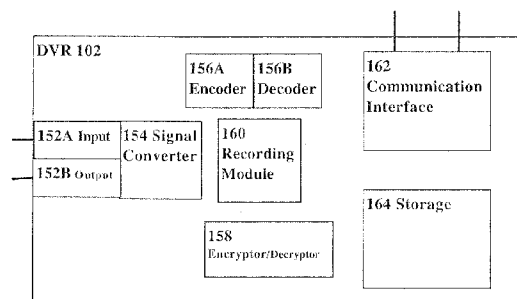 DVR 102
156A
Encoder
156B
Decoder
162
Communication
Interface
152A Input
152B Output
154 Signal
Converter
160
Recording
Module
164 Storage
158
Encryptor/Decryptor